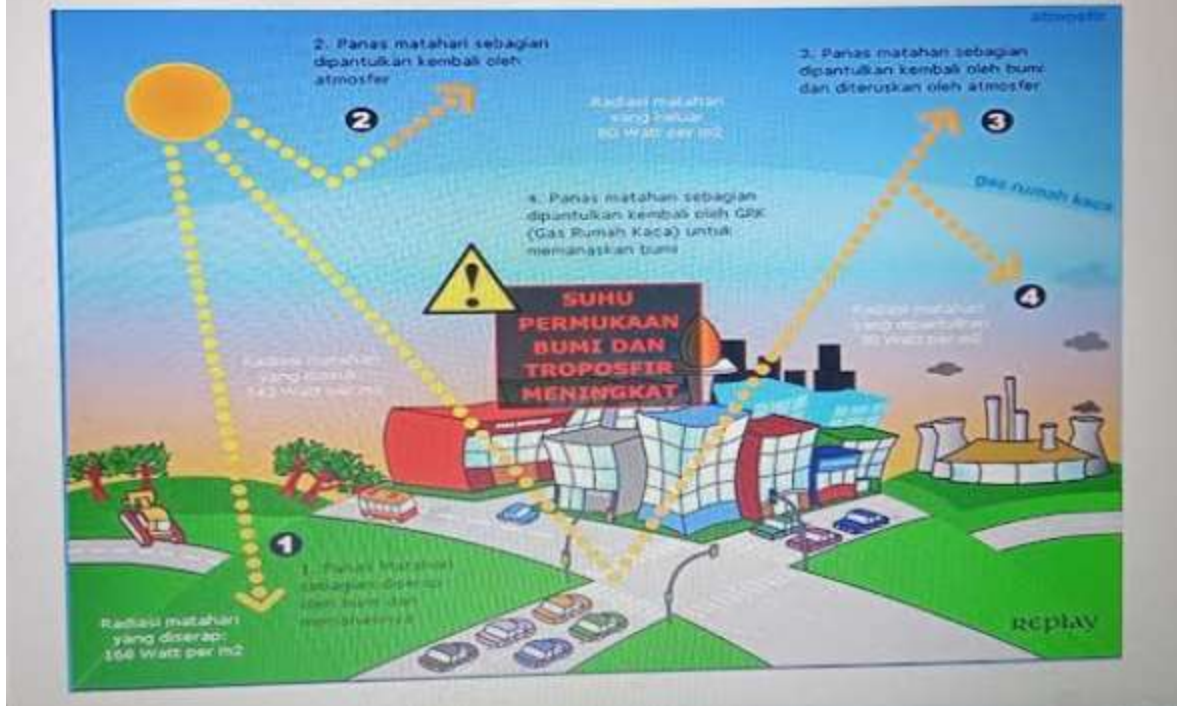 atmosfir
2. Panas matahari sebagian
dipantulkan kembali oleh
atmosfer
2
Radiasi matahari
yang keluar
3. Panas matahari sebagian
dipantulkan kembali oleh bumi
dan diteruskan oleh atmosfer
3
gas rumah kaca
4. Panas matahari sebagian
dipantulkan kembali oleh GRK
(Gas Rumah Kaca) untuk
memanaskan bumi
4
SUHU
PERMUKAAN
BUMI DAN
TROPOSFIR
MENINGKAT
Radiasi matahari
yang dipantulkan
Watt per m2
Radiasi matahari
yang masuk
Watt per m2
1
1. Panas Matahari
sebagian diserap
oleh bumi dan
Radiasi matahari
yang diserap:
168 Watt per m2
REplay